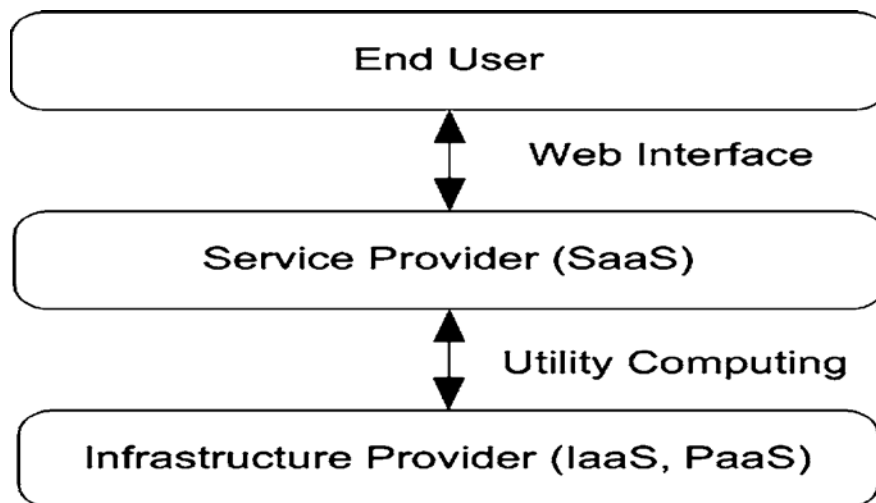 End User
Web Interface
Service Provider (SaaS)
Utility Computing
Infrastructure Provider (IaaS, PaaS)